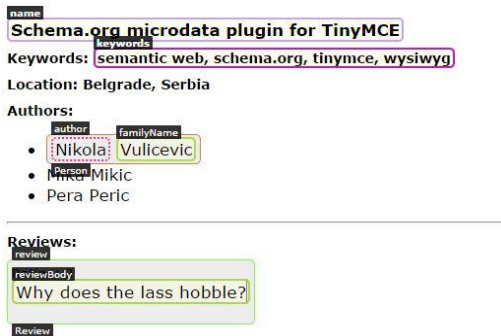 name
Schema.org microdata plugin for TinyMCE
keywords
Keywords: semantic web, schema.org, tinymce, wysiwyg
Location: Belgrade, Serbia
Authors:
author familyName
Nikola Vulicevic
Person
Mikic
Pera Peric
Reviews:
review
reviewBody
Why does the lass hobble?
Review